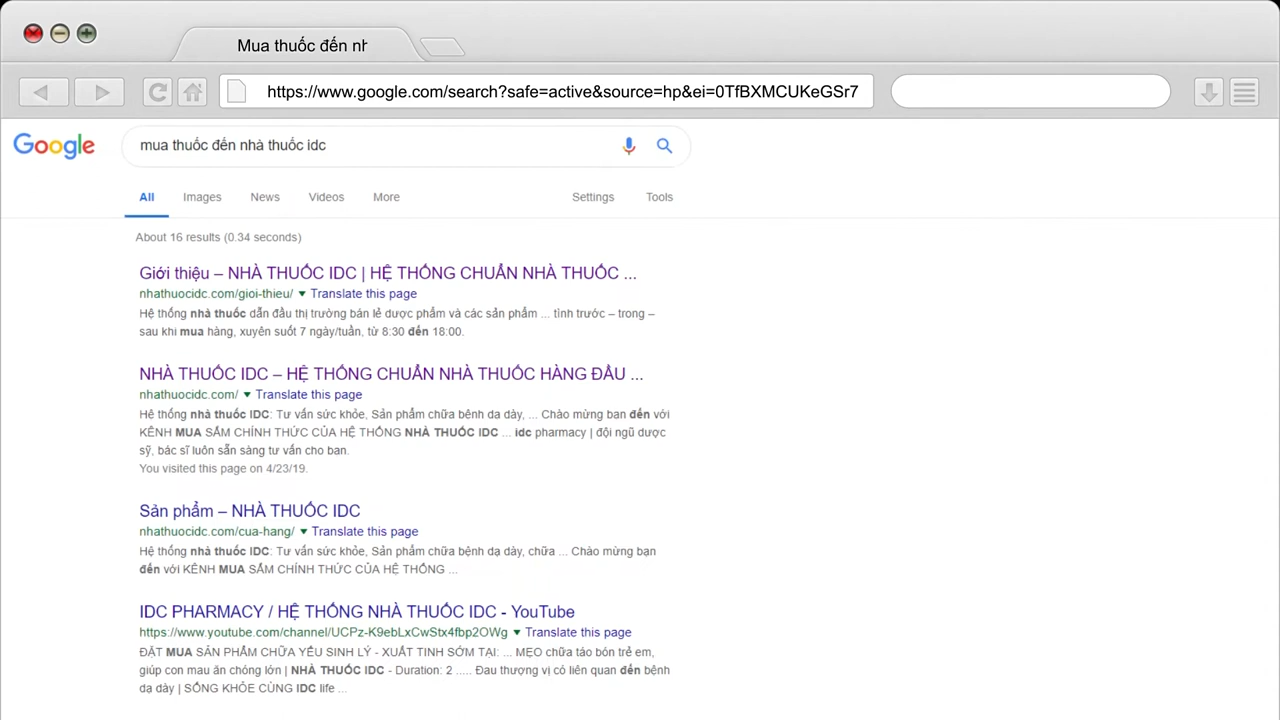 Mua thuốc đến nh
https://www.google.com/search?safe=active&source=hp&ei=0TfBXMCUKeGSr7
Google
mua thuốc đến nhà thuốc idc
All Images News Videos More Settings Tools
About 16 results (0.34 seconds)
Giới thiệu – NHÀ THUỐC IDC | HỆ THỐNG CHUẨN NHÀ THUỐC ...
nhathuocidc.com/gioi-thieu/ ▼ Translate this page
Hệ thống nhà thuốc dẫn đầu thị trường bán lẻ dược phẩm và các sản phẩm ... tình trước – trong –
sau khi mua hàng, xuyên suốt 7 ngày/tuần, từ 8:30 đến 18:00.
NHÀ THUỐC IDC – HỆ THỐNG CHUẨN NHÀ THUỐC HÀNG ĐẦU ...
nhathuocidc.com/ ▼ Translate this page
Hệ thống nhà thuốc IDC: Tư vấn sức khỏe, Sản phẩm chữa bệnh dạ dày, ... Chào mừng bạn đến với
KÊNH MUA SẮM CHÍNH THỨC CỦA HỆ THỐNG NHÀ THUỐC IDC ... idc pharmacy | đội ngũ dược
sỹ, bác sĩ luôn sẵn sàng tư vấn cho bạn.
You visited this page on 4/23/19.
Sản phẩm – NHÀ THUỐC IDC
nhathuocidc.com/cua-hang/ ▼ Translate this page
Hệ thống nhà thuốc IDC: Tư vấn sức khỏe, Sản phẩm chữa bệnh dạ dày, chữa ... Chào mừng bạn
đến với KÊNH MUA SẮM CHÍNH THỨC CỦA HỆ THỐNG ...
IDC PHARMACY / HỆ THỐNG NHÀ THUỐC IDC - YouTube
https://www.youtube.com/channel/UCPz-K9ebLxCwStx4fbp2OWg ▼ Translate this page
ĐẶT MUA SẢN PHẨM CHỮA YẾU SINH LÝ - XUẤT TINH SỚM TẠI: ... MẸO chữa táo bón trẻ em,
giúp con mau ăn chóng lớn | NHÀ THUỐC IDC - Duration: 2 ..... Đau thượng vị có liên quan đến bệnh
dạ dày | SỐNG KHỎE CÙNG IDC life ...